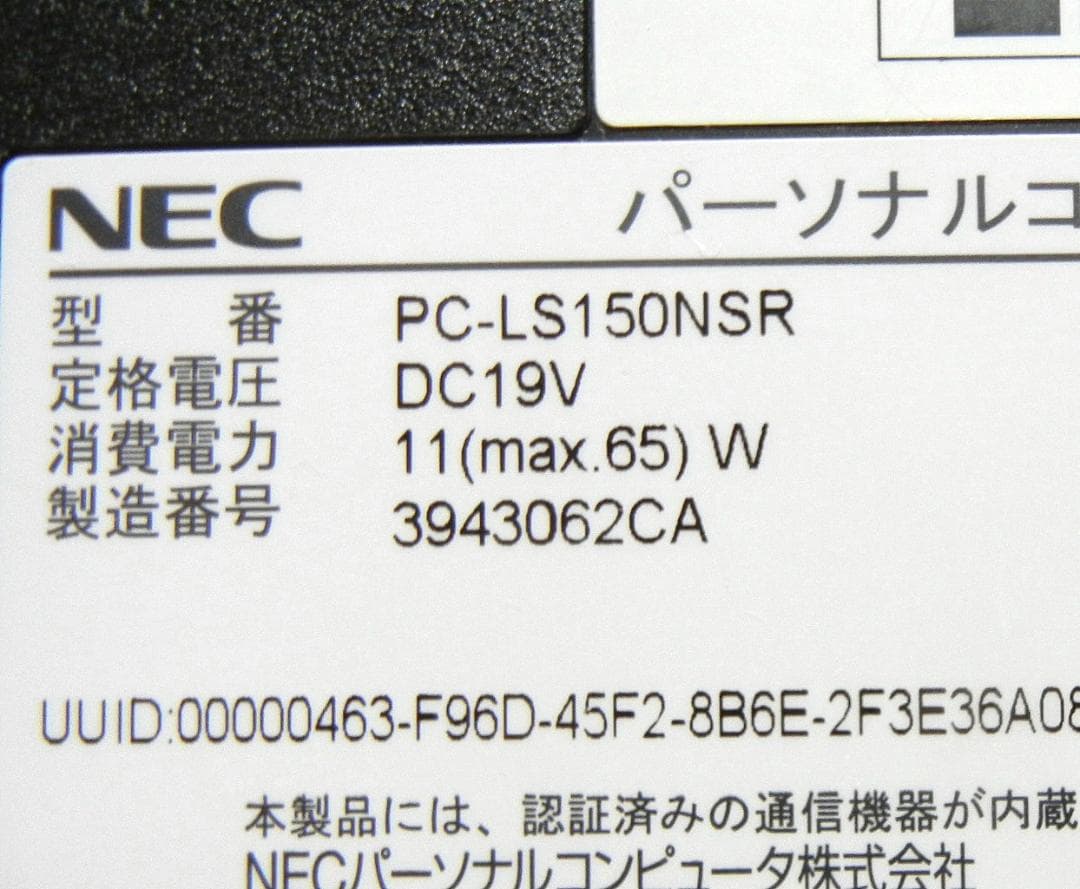 NEC パーソナルコ
型番 PC-LS150NSR
定格電圧 DC19V
消費電力 11(max.65) W
製造番号 3943062CA
UUID:00000463-F96D-45F2-8B6E-2F3E36A08
本製品には、認証済みの通信機器が内蔵
NECパーソナルコンピュータ株式会社